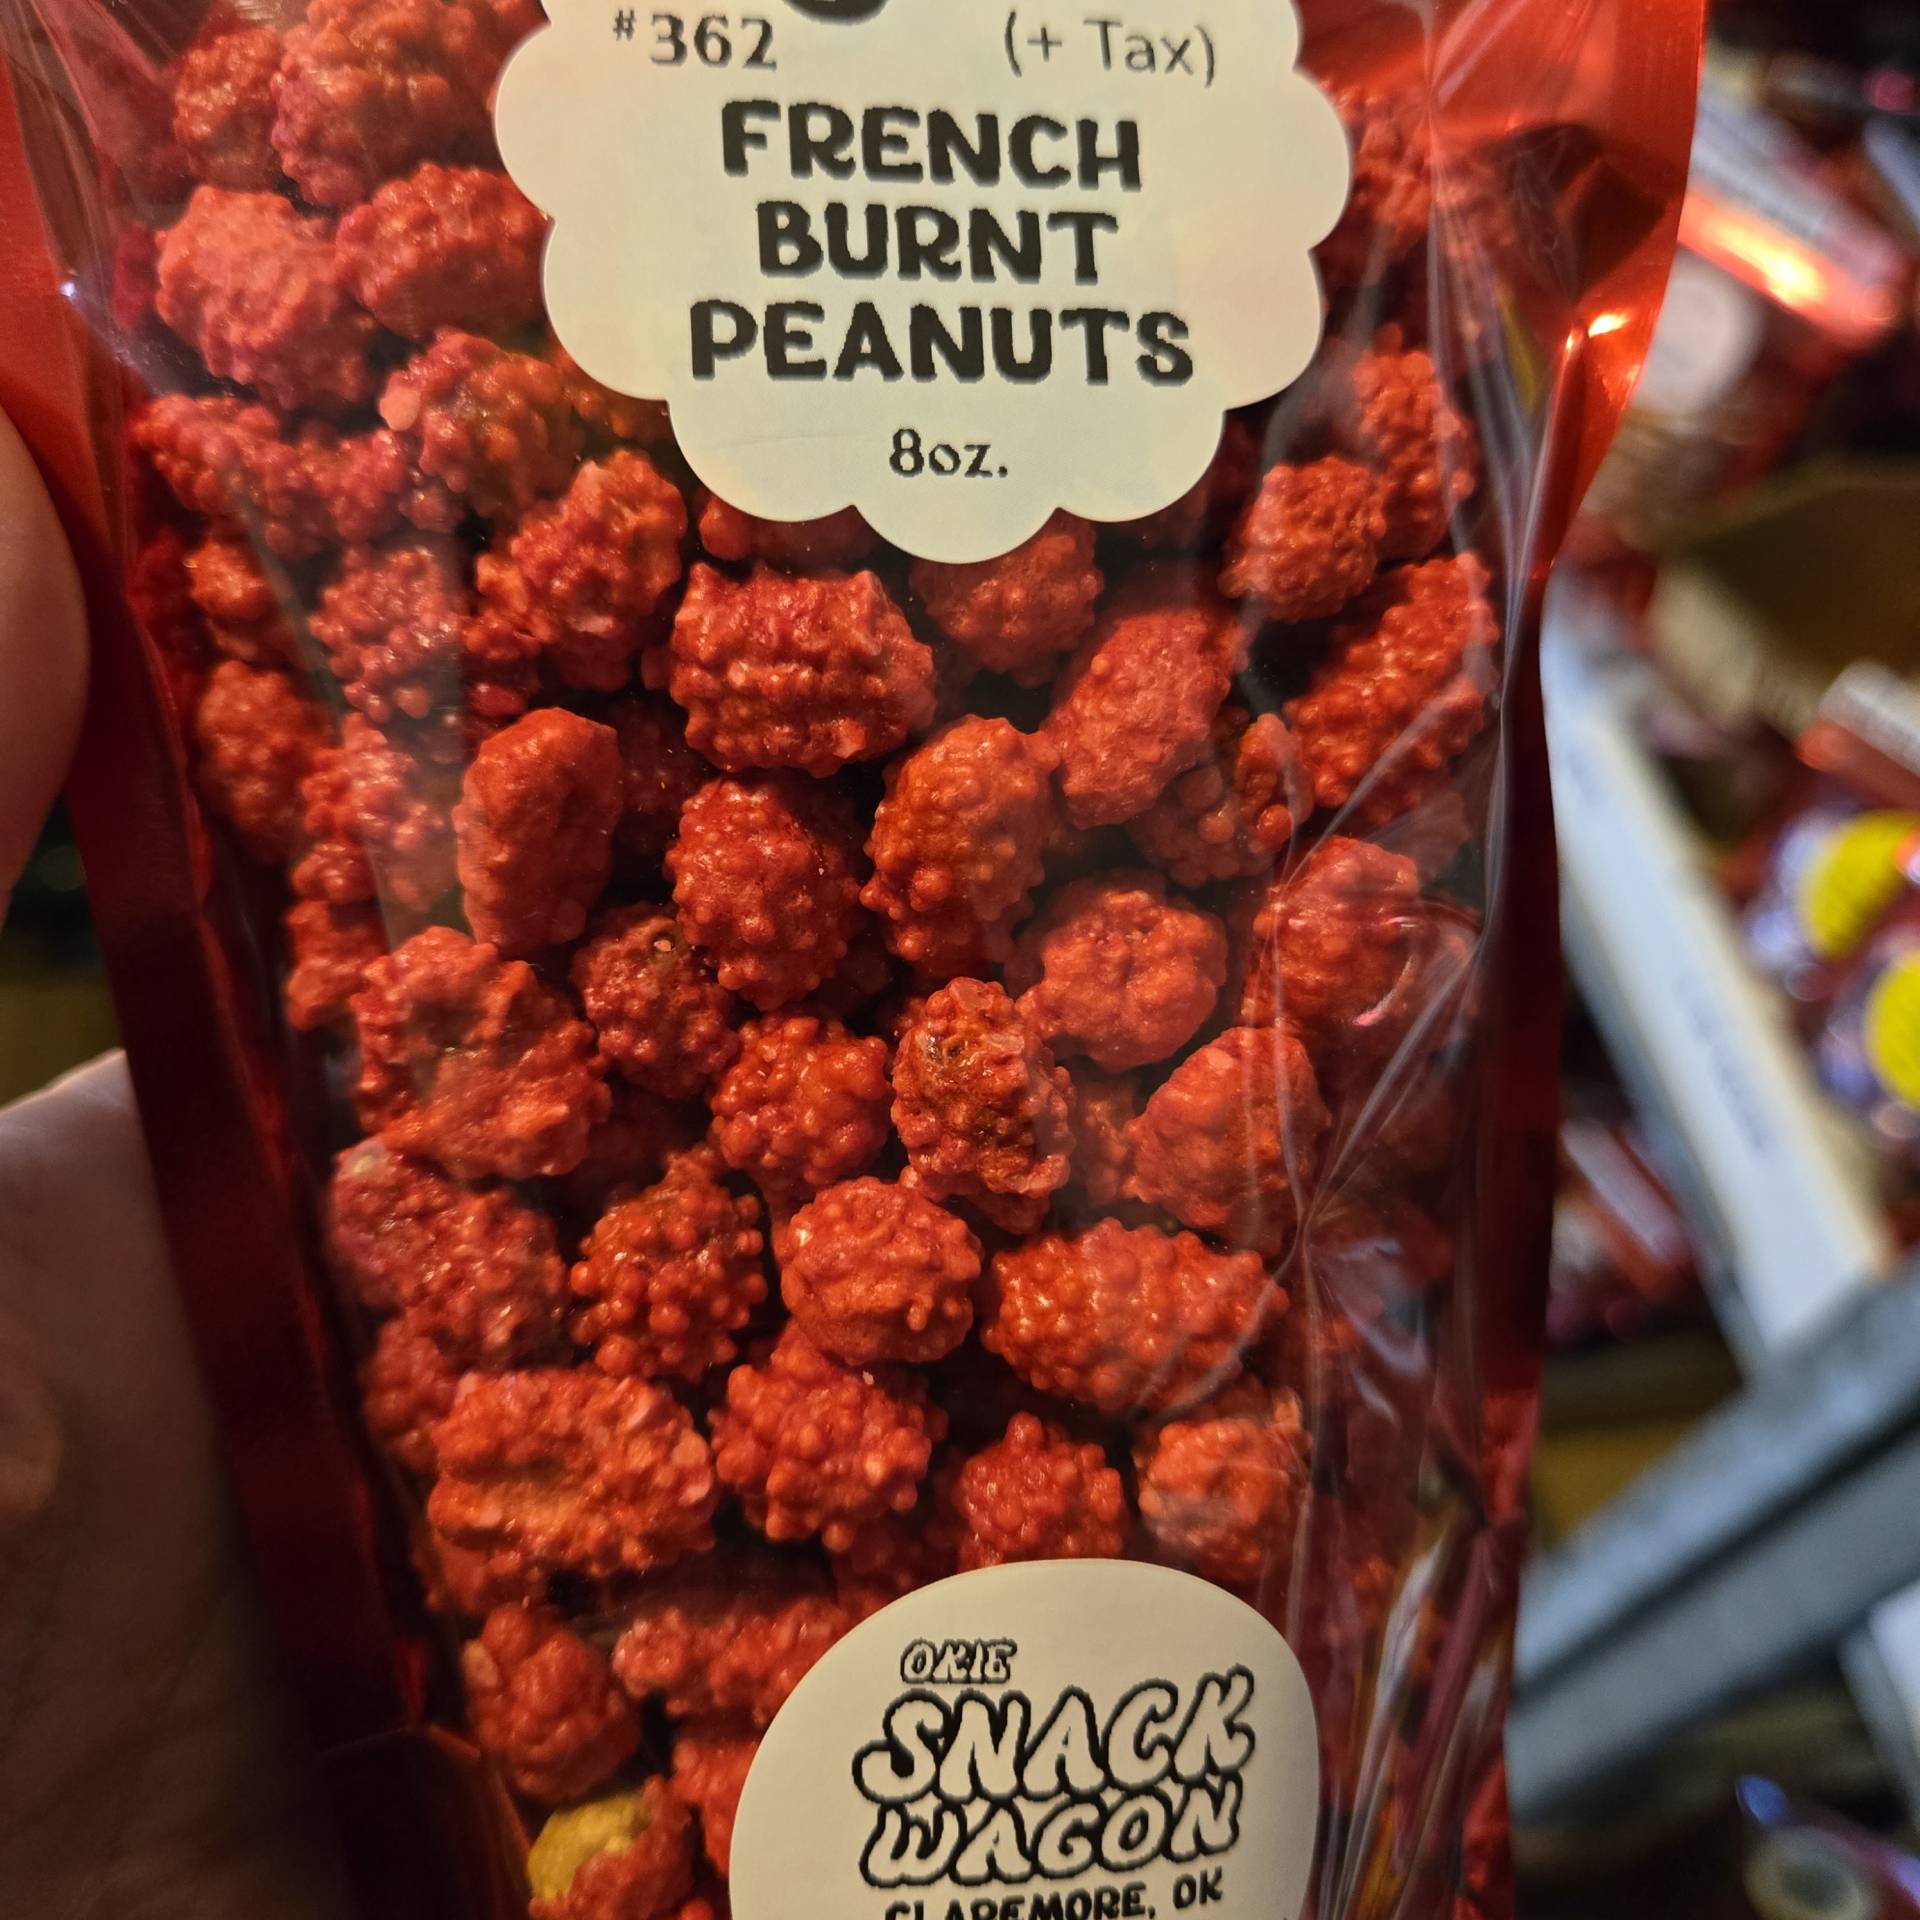 #362 (+ Tax)
FRENCH
BURNT
PEANUTS
8oz.
OKIE
SNACK
WAGON
CLAREMORE, OK